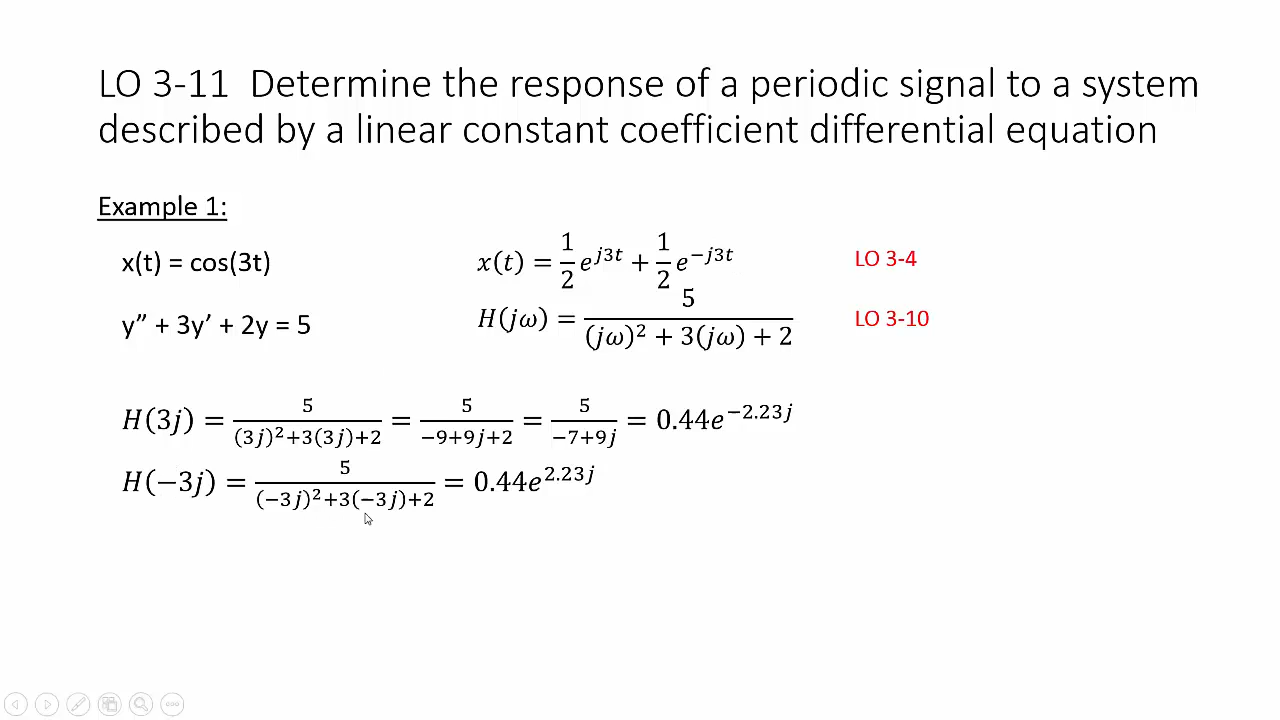 LO 3-11 Determine the response of a periodic signal to a system
described by a linear constant coefficient differential equation
Example 1:
x(t) = cos(3t)
x(t) = 1/2 e^{j3t} + 1/2 e^{-j3t}
LO 3-4
y” + 3y’ + 2y = 5
H(jω) = 5/((jω)^2 + 3(jω) + 2)
LO 3-10
H(3j) = 5/((3j)^2+3(3j)+2) = 5/(-9+9j+2) = 5/(-7+9j) = 0.44e^{-2.23j}
H(-3j) = 5/((-3j)^2+3(-3j)+2) = 0.44e^{2.23j}